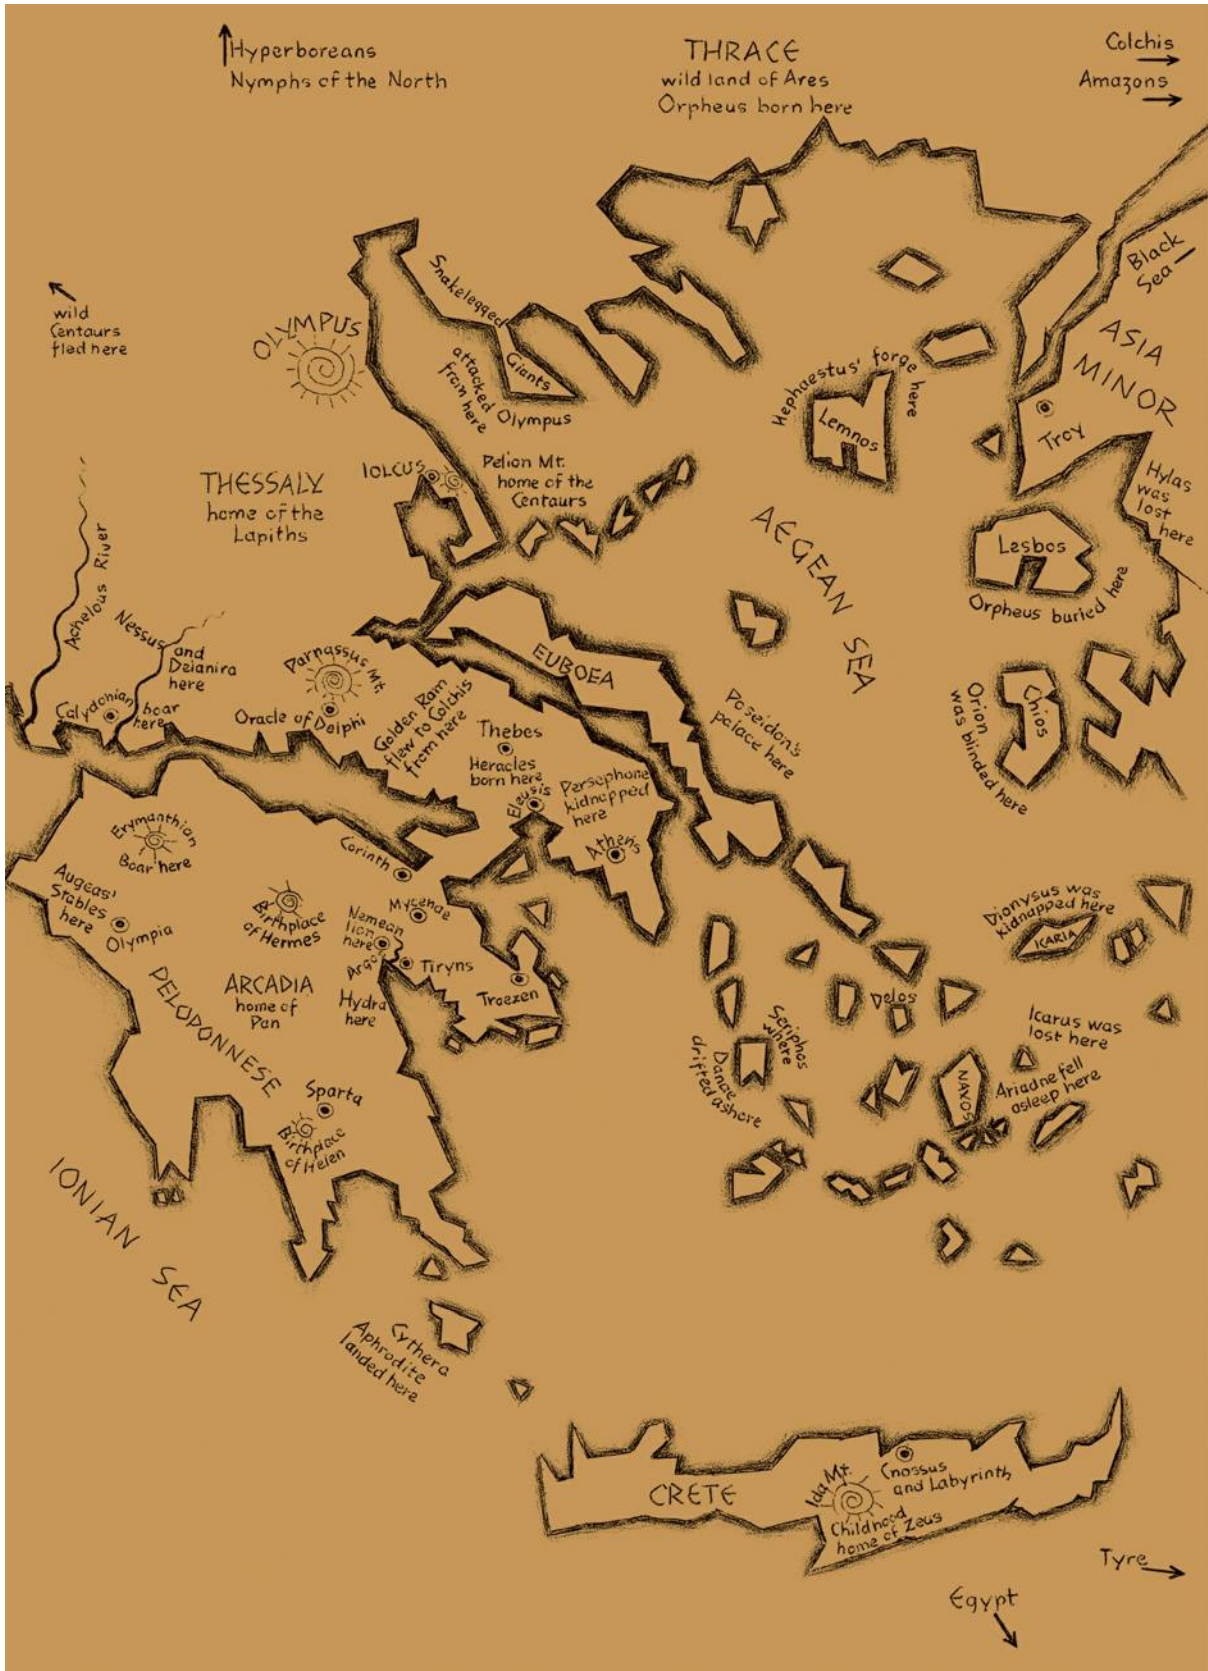 Hyperboreans
Nymphs of the North
THRACE
wild land of Ares
Orpheus born here
Colchis
Amazons
Black
Sea
ASIA
MINOR
wild
Centaurs
fled here
OLYMPUS
Snakelegged
Giants
attacked
from here
Olympus
Hephaestus' forge here
Lemnos
Troy
Hylas
was
lost
here
IOLCUS
Pelion Mt.
home of the
Centaurs
THESSALY
home of the
Lapiths
AEGEAN SEA
Lesbos
Orpheus buried here
Achelous River
Nessus
and
Deianira
here
Parnassus Mt.
EUBOEA
Calydonian boar
here
Oracle of Delphi
Golden Ram
flew to Colchis
from here
Thebes
Heracles
born here
Poseidon's
palace here
Orion
was blinded here
Chios
Eleusis
Persephone
kidnapped
here
Athens
Erymanthian
Boar here
Corinth
Augeas'
Stables
here
Olympia
Birthplace
of Hermes
Mycenae
Nemean
lion
here
Argos
Tiryns
Troezen
Hydra
here
ARCADIA
home of
Pan
PELOPONNESE
Dionysus was
kidnapped here
ICARIA
Delos
Icarus was
lost here
Seriphos
where
Danae
drifted ashore
NAXOS
Ariadne fell
asleep here
Sparta
Birthplace
of Helen
IONIAN SEA
Cythera
Aphrodite
landed here
CRETE
Ida Mt.
Cnossus
and Labyrinth
Childhood
home of Zeus
Tyre
Egypt